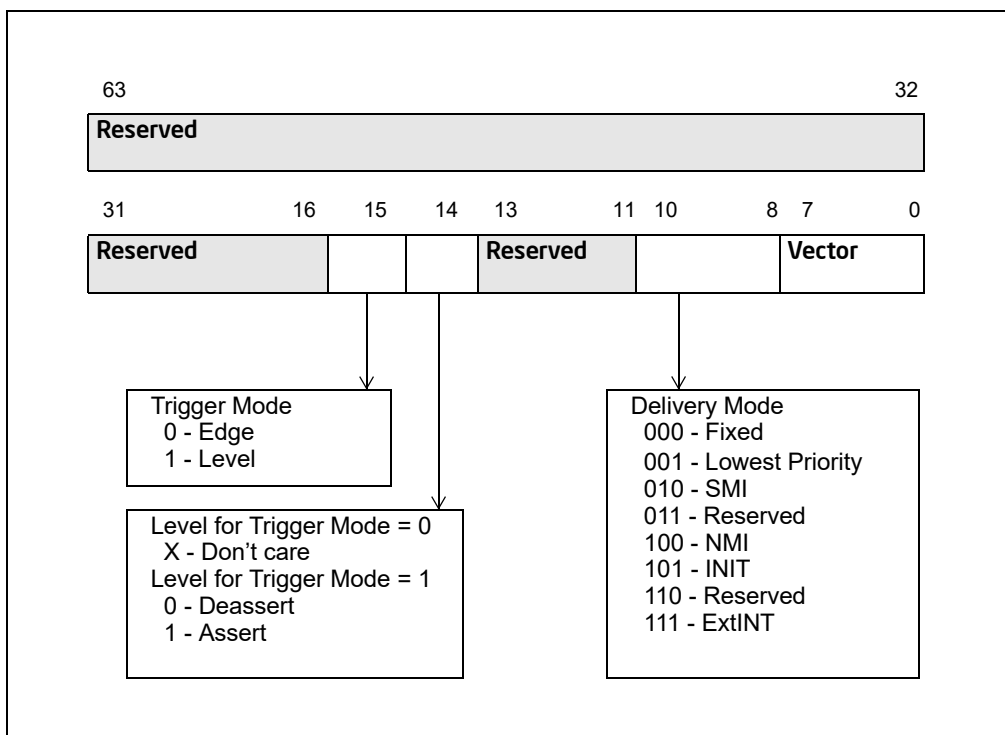 63 32
Reserved
31 16 15 14 13 11 10 8 7 0
Reserved Reserved Vector
Trigger Mode
0 - Edge
1 - Level
Level for Trigger Mode = 0
X - Don't care
Level for Trigger Mode = 1
0 - Deassert
1 - Assert
Delivery Mode
000 - Fixed
001 - Lowest Priority
010 - SMI
011 - Reserved
100 - NMI
101 - INIT
110 - Reserved
111 - ExtINT